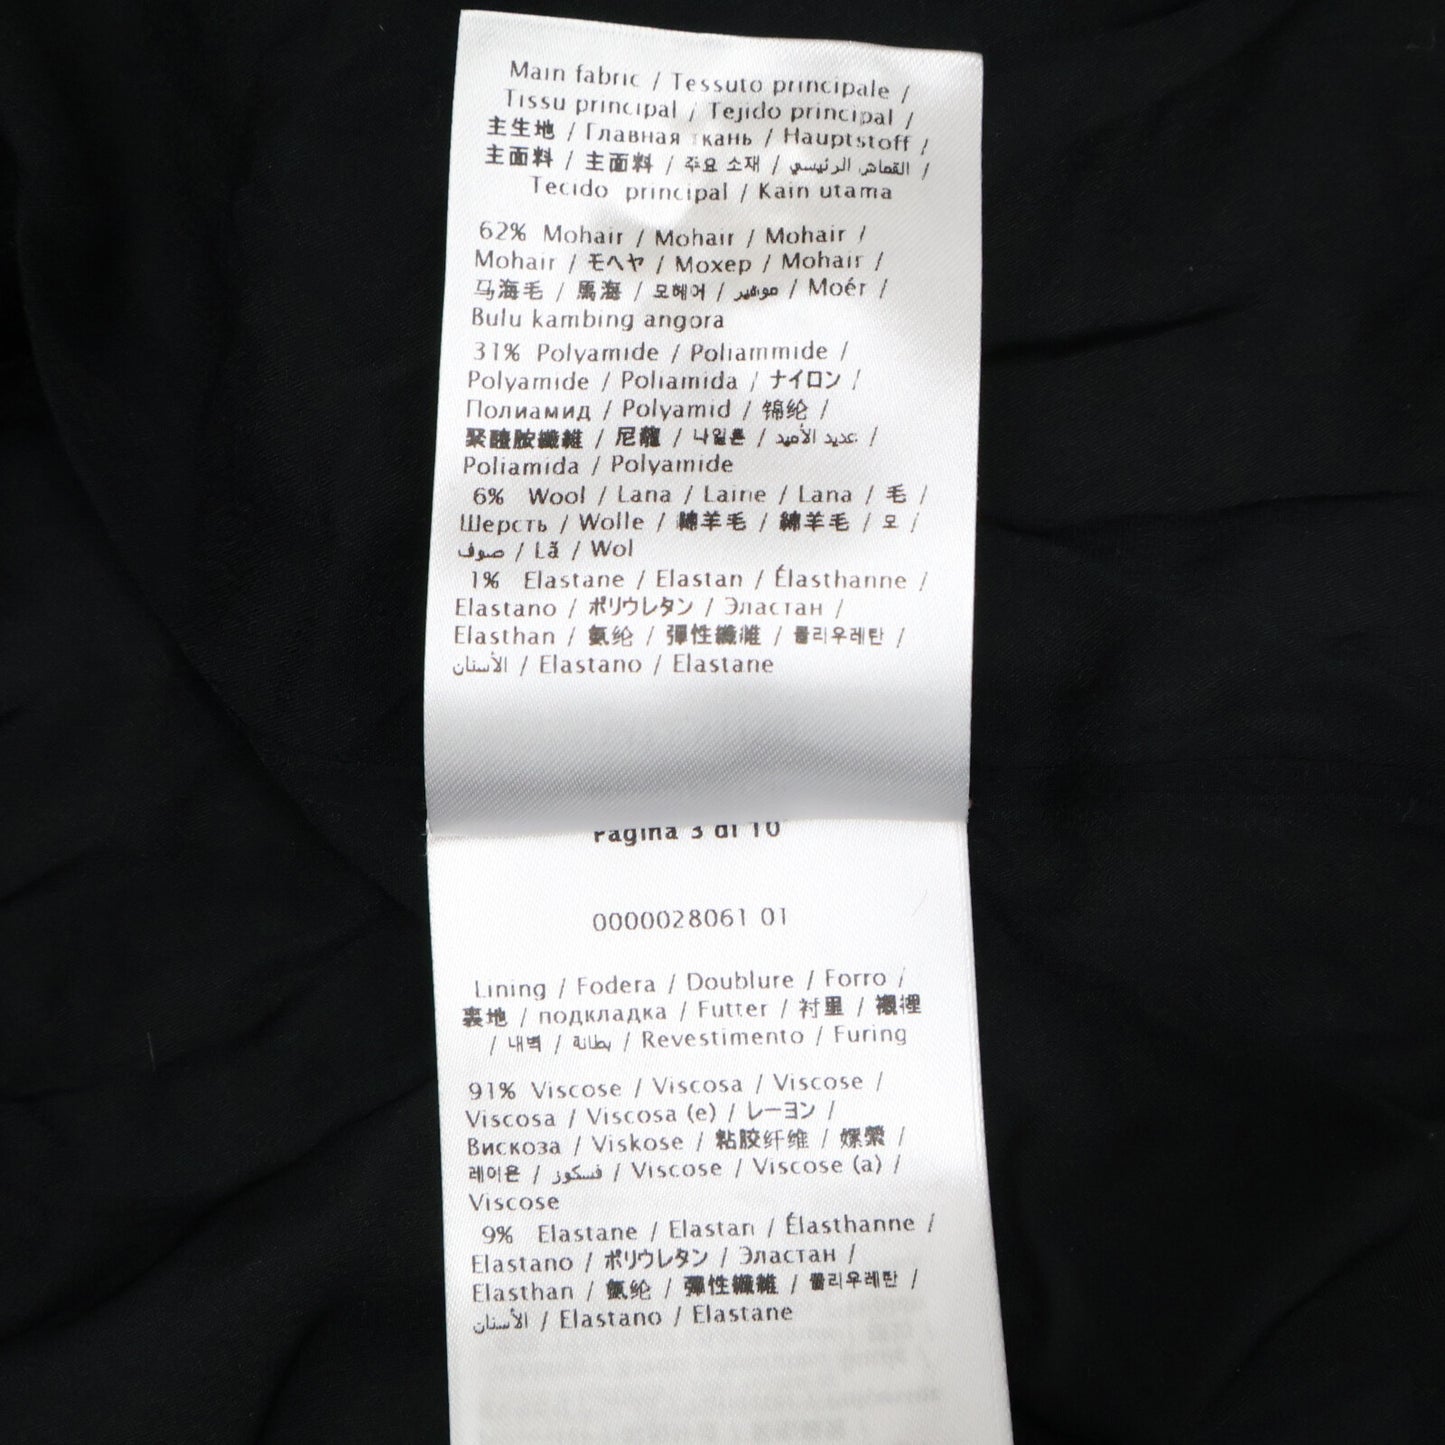 Main fabric / Tessuto principale /
Tissu principal / Tejido principal /
主生地 / Главная ткань / Hauptstoff /
主面料 / 主面料 / 주요 소재 / القماش الرئيسي /
Tecido principal / Kain utama
62% Mohair / Mohair / Mohair /
Mohair / モヘヤ / Мохер / Mohair /
马海毛 / 馬海 / 모헤어 / موهير / Moér /
Bulu kambing angora
31% Polyamide / Poliammide /
Polyamide / Poliamida / ナイロン /
Полиамид / Polyamid / 锦纶 /
聚醯胺纖維 / 尼龍 / 나일론 / عديد الأميد /
Poliamida / Polyamide
6% Wool / Lana / Laine / Lana / 毛 /
Шерсть / Wolle / 綿羊毛 / 綿羊毛 / 모 /
صوف / Lã / Wol
1% Elastane / Elastan / Élasthanne /
Elastano / ポリウレタン / Эластан /
Elasthan / 氨纶 / 彈性纖維 / 폴리우레탄 /
الأستان / Elastano / Elastane
Pagina 3 di 10
0000028061 01
Lining / Fodera / Doublure / Forro /
裏地 / подкладка / Futter / 衬里 / 襯裡
/ 내벽 / بطانة / Revestimento / Furing
91% Viscose / Viscosa / Viscose /
Viscosa / Viscosa (e) / レーヨン /
Вискоза / Viskose / 粘胶纤维 / 嫘縈 /
레이온 / فسكوز / Viscose / Viscose (a) /
Viscose
9% Elastane / Elastan / Élasthanne /
Elastano / ポリウレタン / Эластан /
Elasthan / 氨纶 / 彈性纖維 / 폴리우레탄 /
الأستان / Elastano / Elastane